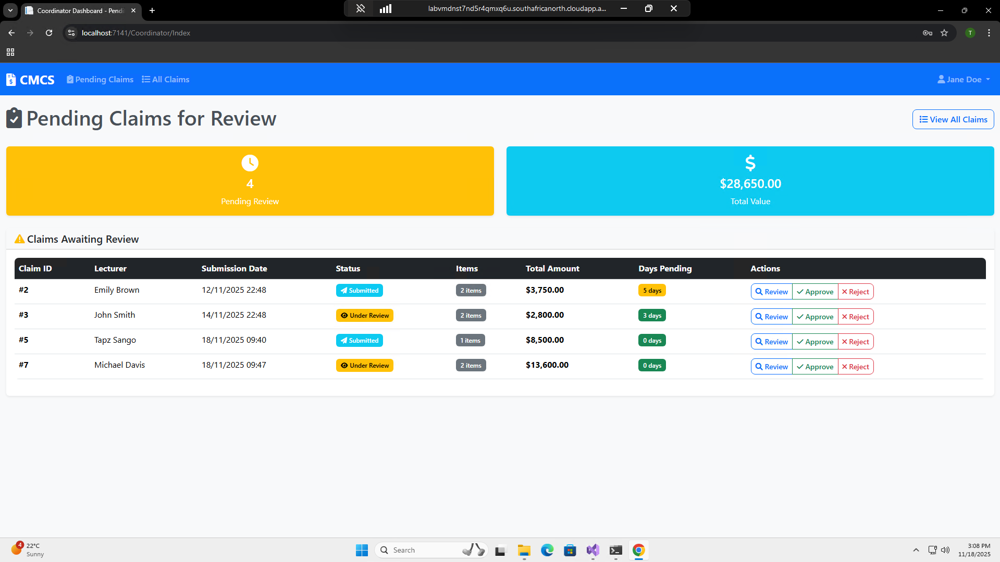 Coordinator Dashboard - Pendi
labvmdnst7nd5r4qmxq6u.southafricanorth.cloudapp.a...
localhost:7141/Coordinator/Index
T
CMCS Pending Claims All Claims Jane Doe
Pending Claims for Review
View All Claims
4
Pending Review
$28,650.00
Total Value
Claims Awaiting Review
Claim ID Lecturer Submission Date Status Items Total Amount Days Pending Actions
#2 Emily Brown 12/11/2025 22:48 Submitted 2 items $3,750.00 5 days Review Approve Reject
#3 John Smith 14/11/2025 22:48 Under Review 2 items $2,800.00 3 days Review Approve Reject
#5 Tapz Sango 18/11/2025 09:40 Submitted 1 items $8,500.00 0 days Review Approve Reject
#7 Michael Davis 18/11/2025 09:47 Under Review 2 items $13,600.00 0 days Review Approve Reject
4
22°C
Sunny
Search
3:08 PM
11/18/2025